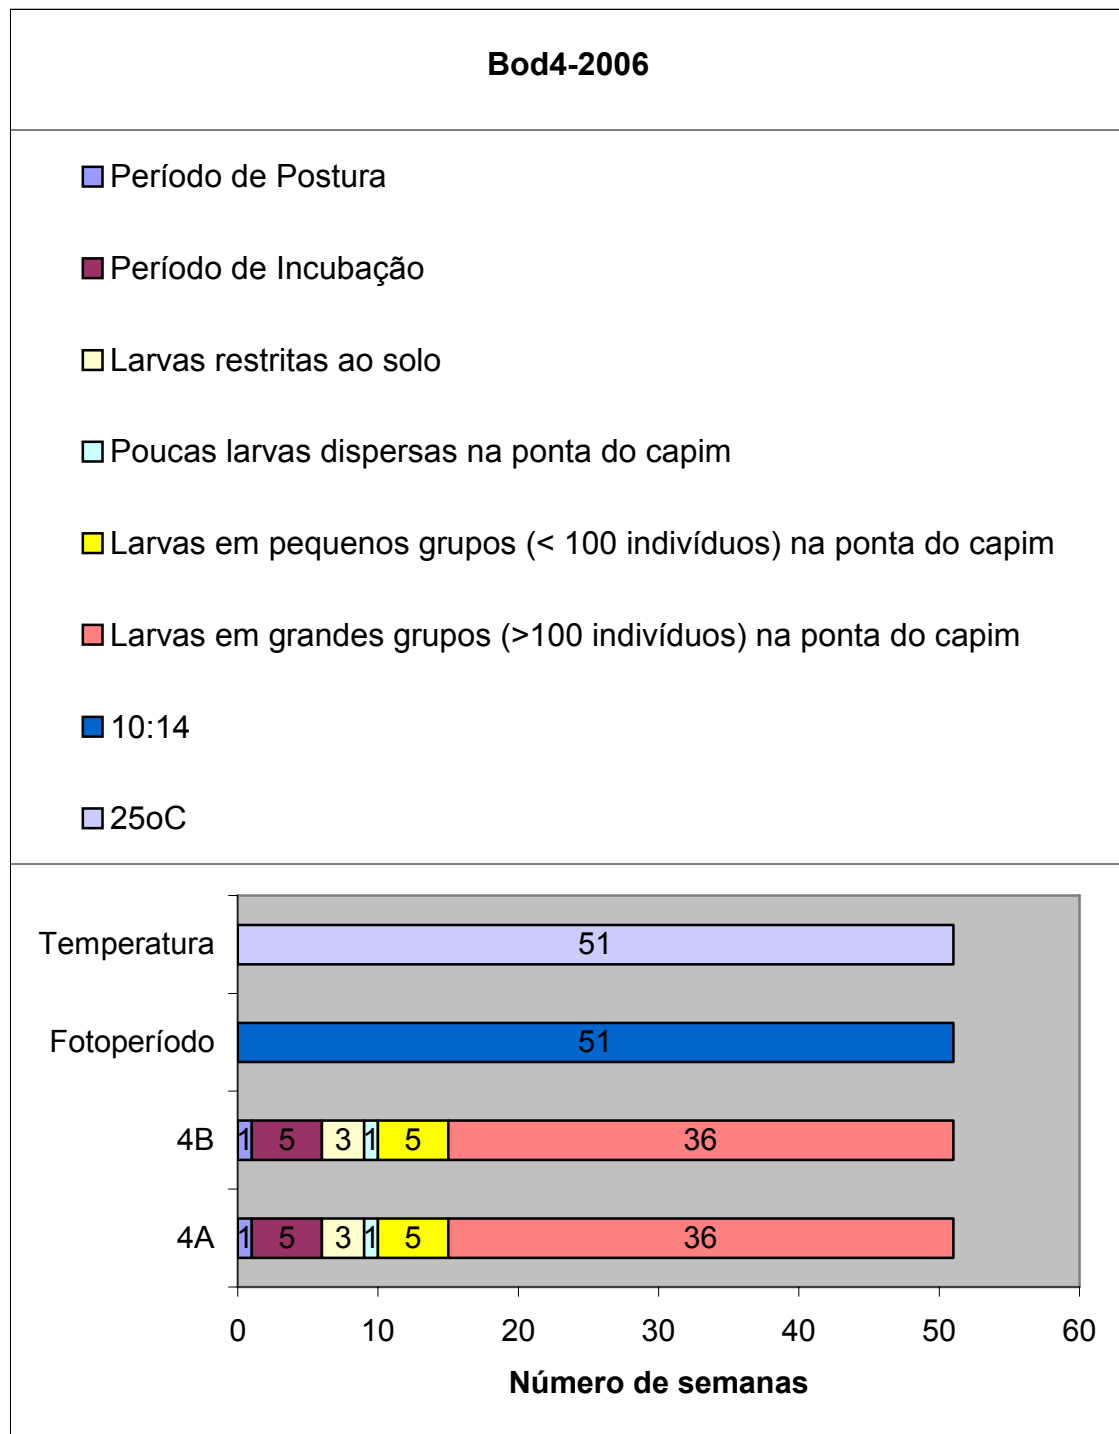 Bod4-2006
Período de Postura
Período de Incubação
Larvas restritas ao solo
Poucas larvas dispersas na ponta do capim
Larvas em pequenos grupos (< 100 indivíduos) na ponta do capim
Larvas em grandes grupos (>100 indivíduos) na ponta do capim
10:14
25oC
Temperatura 51
Fotoperíodo 51
4B 1 5 3 1 5 36
4A 1 5 3 1 5 36
0 10 20 30 40 50 60
Número de semanas